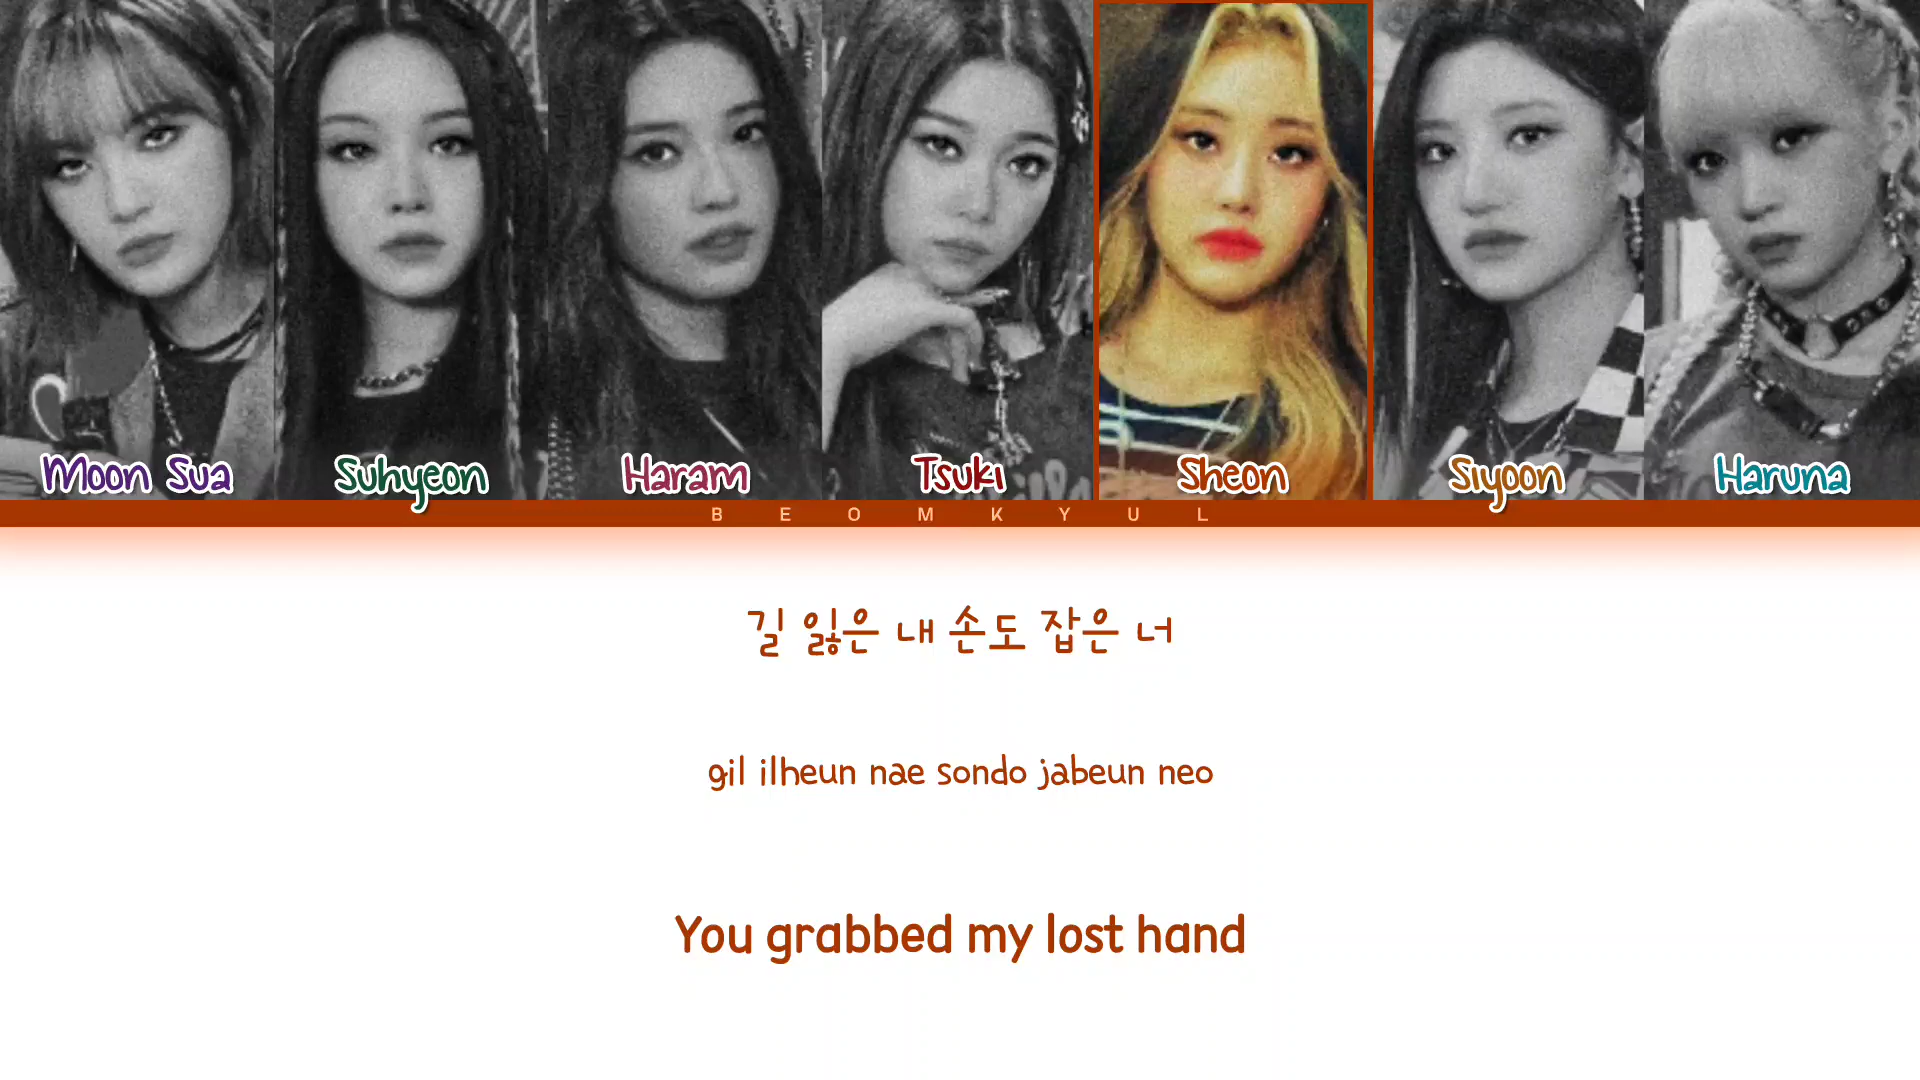 Moon Sua Suhyeon Haram Tsuki Sheon Siyoon Haruna
BEOMKYUL
길 잃은 내 손도 잡은 너
gil ilheun nae sondo jabeun neo
You grabbed my lost hand